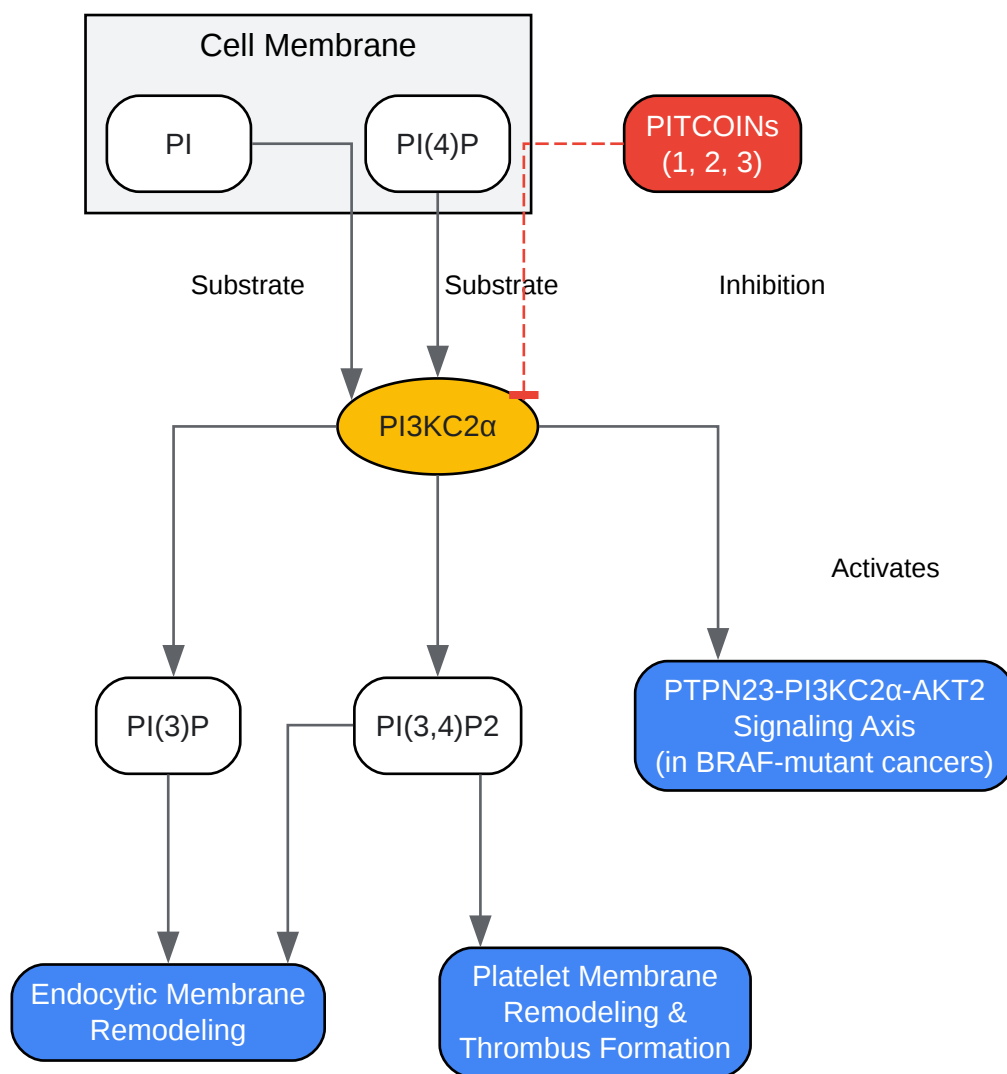 Cell Membrane
PI
PI(4)P
PITCOINs
(1, 2, 3)
Substrate
Substrate
Inhibition
PI3KC2α
Activates
PI(3)P
PI(3,4)P2
PTPN23-PI3KC2α-AKT2
Signaling Axis
(in BRAF-mutant cancers)
Endocytic Membrane
Remodeling
Platelet Membrane
Remodeling &
Thrombus Formation